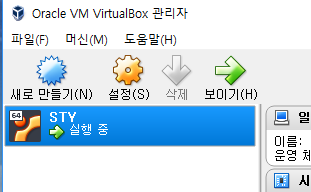 Oracle VM VirtualBox 관리자
파일(F) 머신(M) 도움말(H)
새로 만들기(N) 설정(S) 삭제 보이기(H)
64 STY
실행 중
일
이름:
운영 체
시